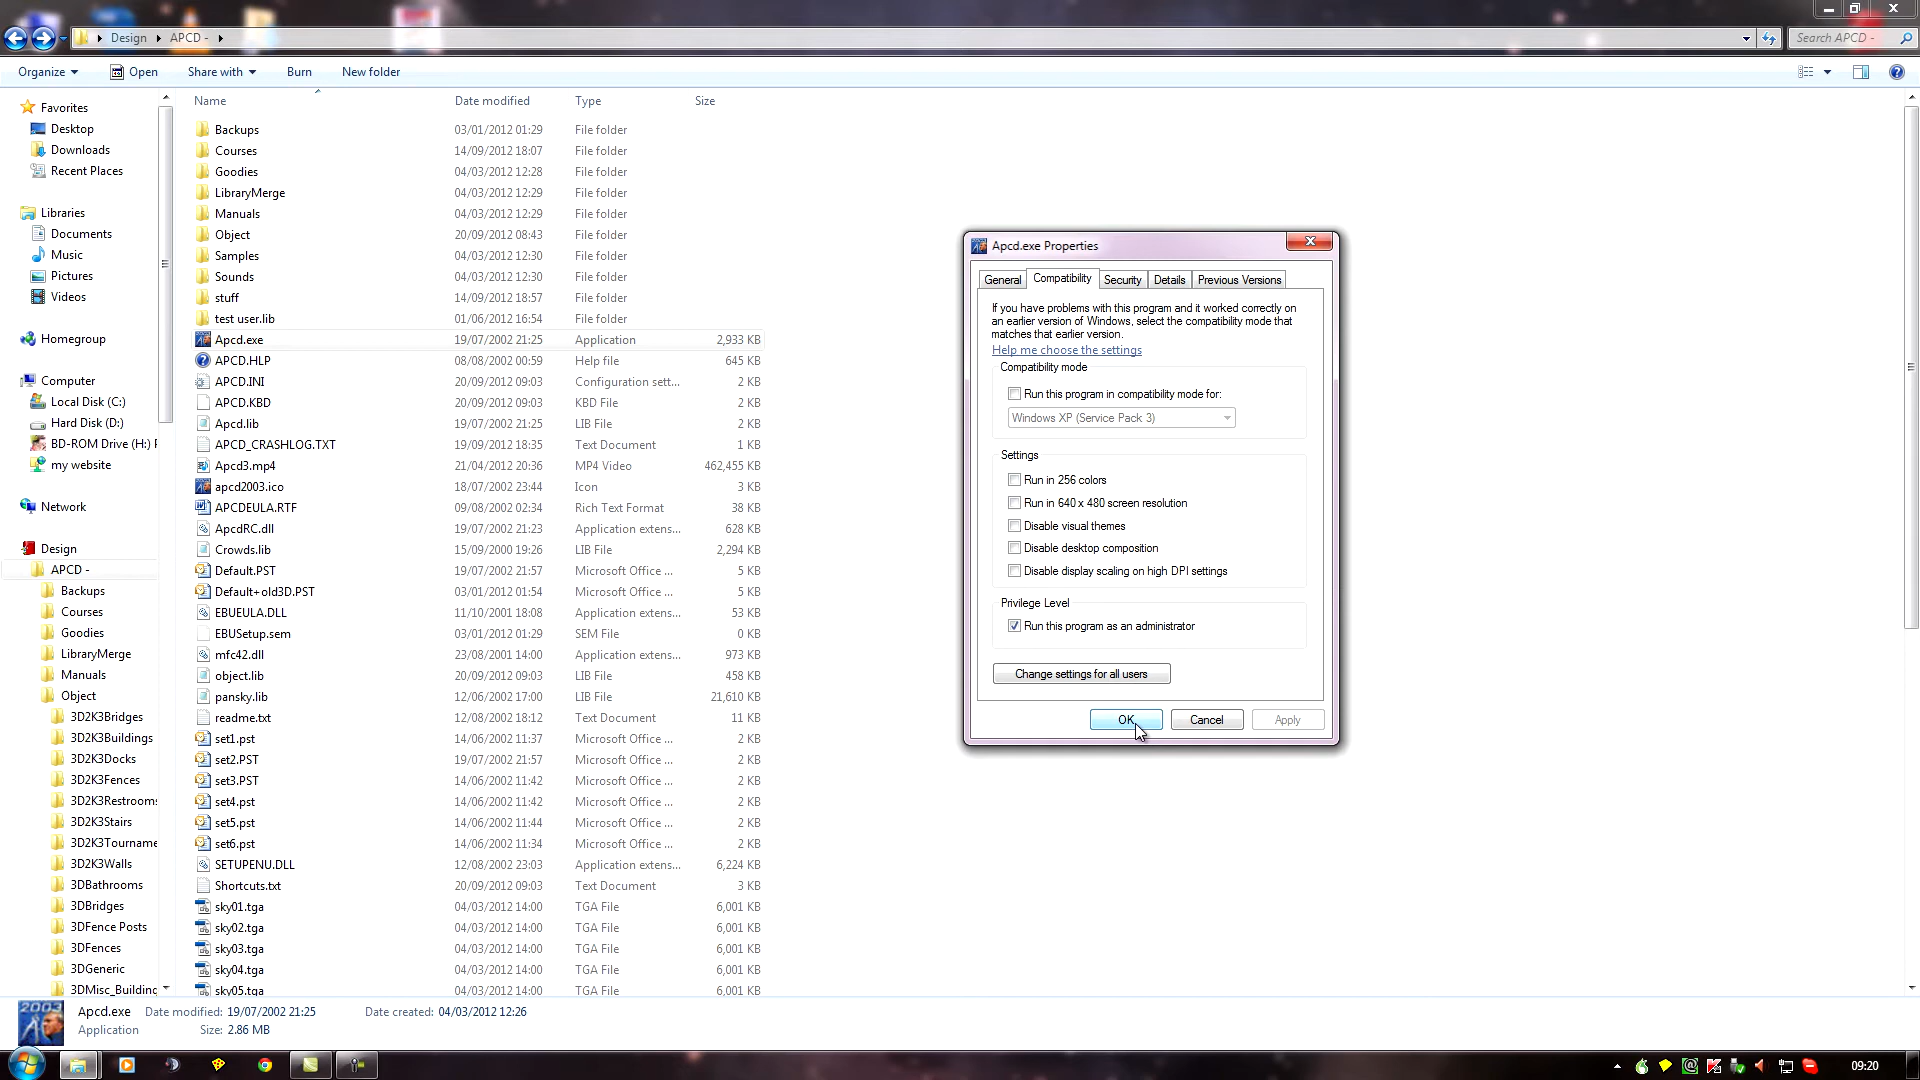 Design
APCD -
Search APCD -
Organize
Open
Share with
Burn
New folder
Favorites
Desktop
Downloads
Recent Places
Libraries
Documents
Music
Pictures
Videos
Homegroup
Computer
Local Disk (C:)
Hard Disk (D:)
BD-ROM Drive (H:) F
my website
Network
Design
APCD -
Backups
Courses
Goodies
LibraryMerge
Manuals
Object
3D2K3Bridges
3D2K3Buildings
3D2K3Docks
3D2K3Fences
3D2K3Restrooms
3D2K3Stairs
3D2K3Tourname
3D2K3Walls
3DBathrooms
3DBridges
3DFence Posts
3DFences
3DGeneric
3DMisc_Building
Name Date modified Type Size
Backups 03/01/2012 01:29 File folder
Courses 14/09/2012 18:07 File folder
Goodies 04/03/2012 12:28 File folder
LibraryMerge 04/03/2012 12:29 File folder
Manuals 04/03/2012 12:29 File folder
Object 20/09/2012 08:43 File folder
Samples 04/03/2012 12:30 File folder
Sounds 04/03/2012 12:30 File folder
stuff 14/09/2012 18:57 File folder
test user.lib 01/06/2012 16:54 File folder
Apcd.exe 19/07/2002 21:25 Application 2,933 KB
APCD.HLP 08/08/2002 00:59 Help file 645 KB
APCD.INI 20/09/2012 09:03 Configuration sett... 2 KB
APCD.KBD 20/09/2012 09:03 KBD File 2 KB
Apcd.lib 19/07/2002 21:25 LIB File 2 KB
APCD_CRASHLOG.TXT 19/09/2012 18:35 Text Document 1 KB
Apcd3.mp4 21/04/2012 20:36 MP4 Video 462,455 KB
apcd2003.ico 18/07/2002 23:44 Icon 3 KB
APCDEULA.RTF 09/08/2002 02:34 Rich Text Format 38 KB
ApcdRC.dll 19/07/2002 21:23 Application extens... 628 KB
Crowds.lib 15/09/2000 19:26 LIB File 2,294 KB
Default.PST 19/07/2002 21:57 Microsoft Office ... 5 KB
Default+old3D.PST 03/01/2012 01:54 Microsoft Office ... 5 KB
EBUEULA.DLL 11/10/2001 18:08 Application extens... 53 KB
EBUSetup.sem 03/01/2012 01:29 SEM File 0 KB
mfc42.dll 23/08/2001 14:00 Application extens... 973 KB
object.lib 20/09/2012 09:03 LIB File 458 KB
pansky.lib 12/06/2002 17:00 LIB File 21,610 KB
readme.txt 12/08/2002 18:12 Text Document 11 KB
set1.pst 14/06/2002 11:37 Microsoft Office ... 2 KB
set2.PST 19/07/2002 21:57 Microsoft Office ... 2 KB
set3.PST 14/06/2002 11:42 Microsoft Office ... 2 KB
set4.pst 14/06/2002 11:42 Microsoft Office ... 2 KB
set5.pst 14/06/2002 11:44 Microsoft Office ... 2 KB
set6.pst 14/06/2002 11:34 Microsoft Office ... 2 KB
SETUPENU.DLL 12/08/2002 23:03 Application extens... 6,224 KB
Shortcuts.txt 20/09/2012 09:03 Text Document 3 KB
sky01.tga 04/03/2012 14:00 TGA File 6,001 KB
sky02.tga 04/03/2012 14:00 TGA File 6,001 KB
sky03.tga 04/03/2012 14:00 TGA File 6,001 KB
sky04.tga 04/03/2012 14:00 TGA File 6,001 KB
sky05.tga 04/03/2012 14:00 TGA File 6,001 KB
Apcd.exe Properties
General
Compatibility
Security
Details
Previous Versions
If you have problems with this program and it worked correctly on
an earlier version of Windows, select the compatibility mode that
matches that earlier version.
Help me choose the settings
Compatibility mode
Run this program in compatibility mode for:
Windows XP (Service Pack 3)
Settings
Run in 256 colors
Run in 640 x 480 screen resolution
Disable visual themes
Disable desktop composition
Disable display scaling on high DPI settings
Privilege Level
Run this program as an administrator
Change settings for all users
OK
Cancel
Apply
2003
Apcd.exe Date modified: 19/07/2002 21:25 Date created: 04/03/2012 12:26
Application Size: 2.86 MB
09:20